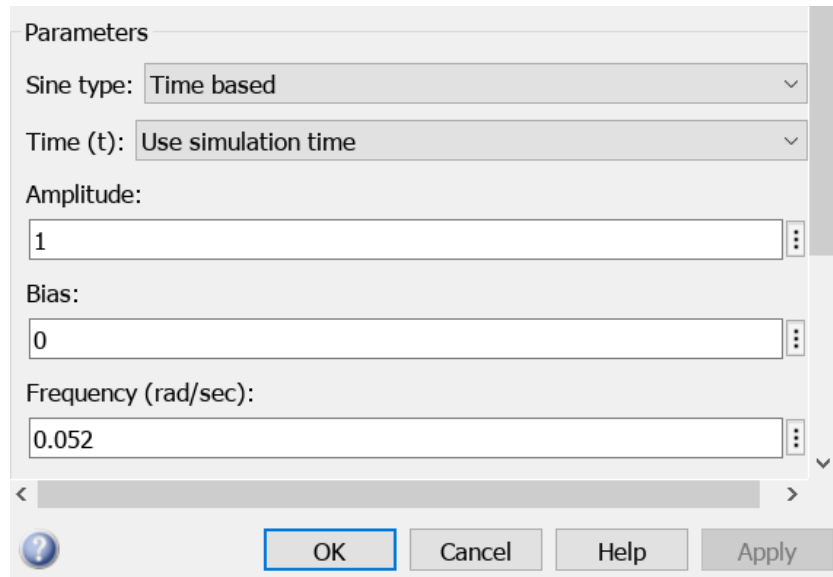 Parameters
Sine type: Time based
Time (t): Use simulation time
Amplitude:
1
Bias:
0
Frequency (rad/sec):
0.052
? OK Cancel Help Apply